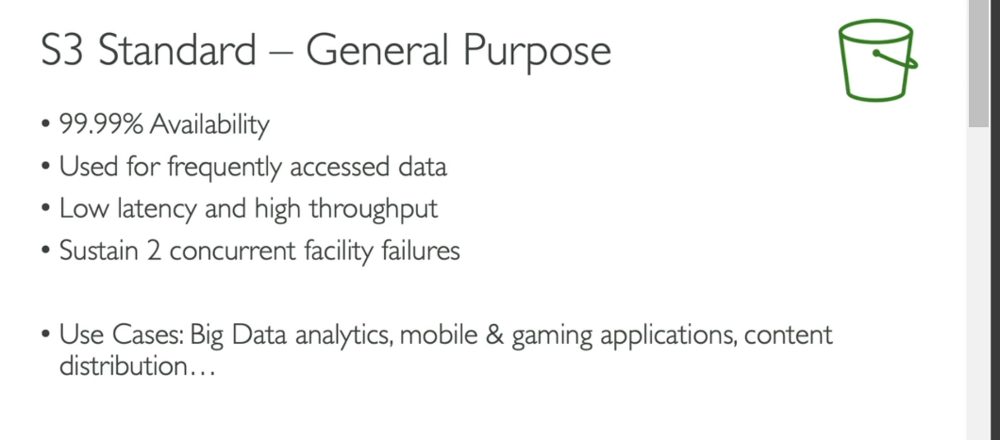 S3 Standard – General Purpose
• 99.99% Availability
• Used for frequently accessed data
• Low latency and high throughput
• Sustain 2 concurrent facility failures
• Use Cases: Big Data analytics, mobile & gaming applications, content
distribution…